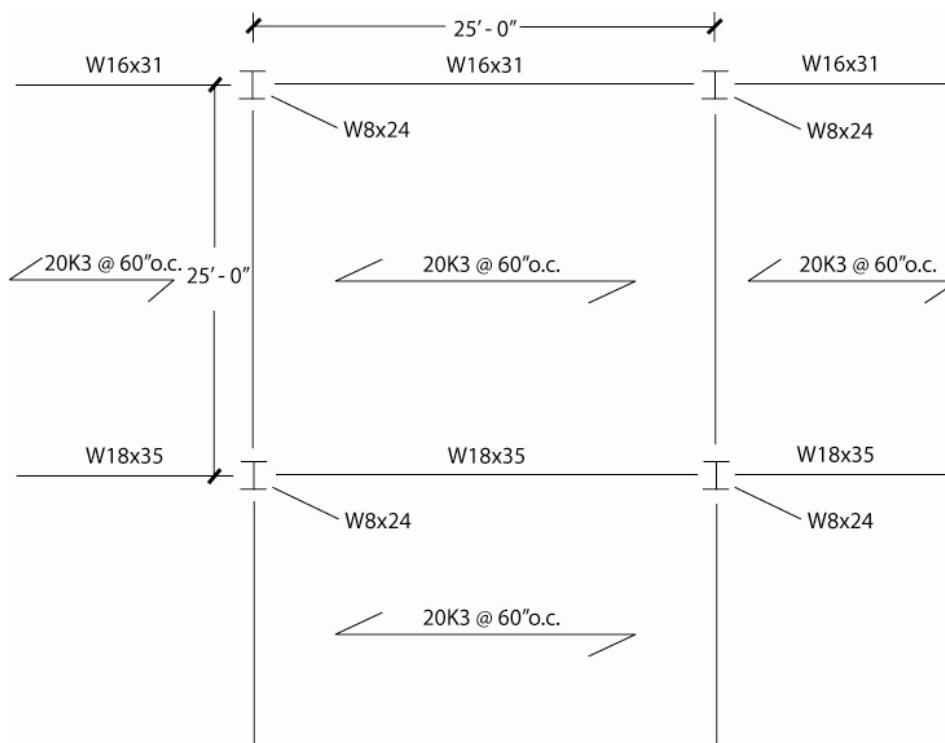 25' - 0"
W16x31
W16x31
W16x31
W8x24
W8x24
20K3 @ 60"o.c.
25' - 0"
20K3 @ 60"o.c.
20K3 @ 60"o.c.
W18x35
W18x35
W18x35
W8x24
W8x24
20K3 @ 60"o.c.